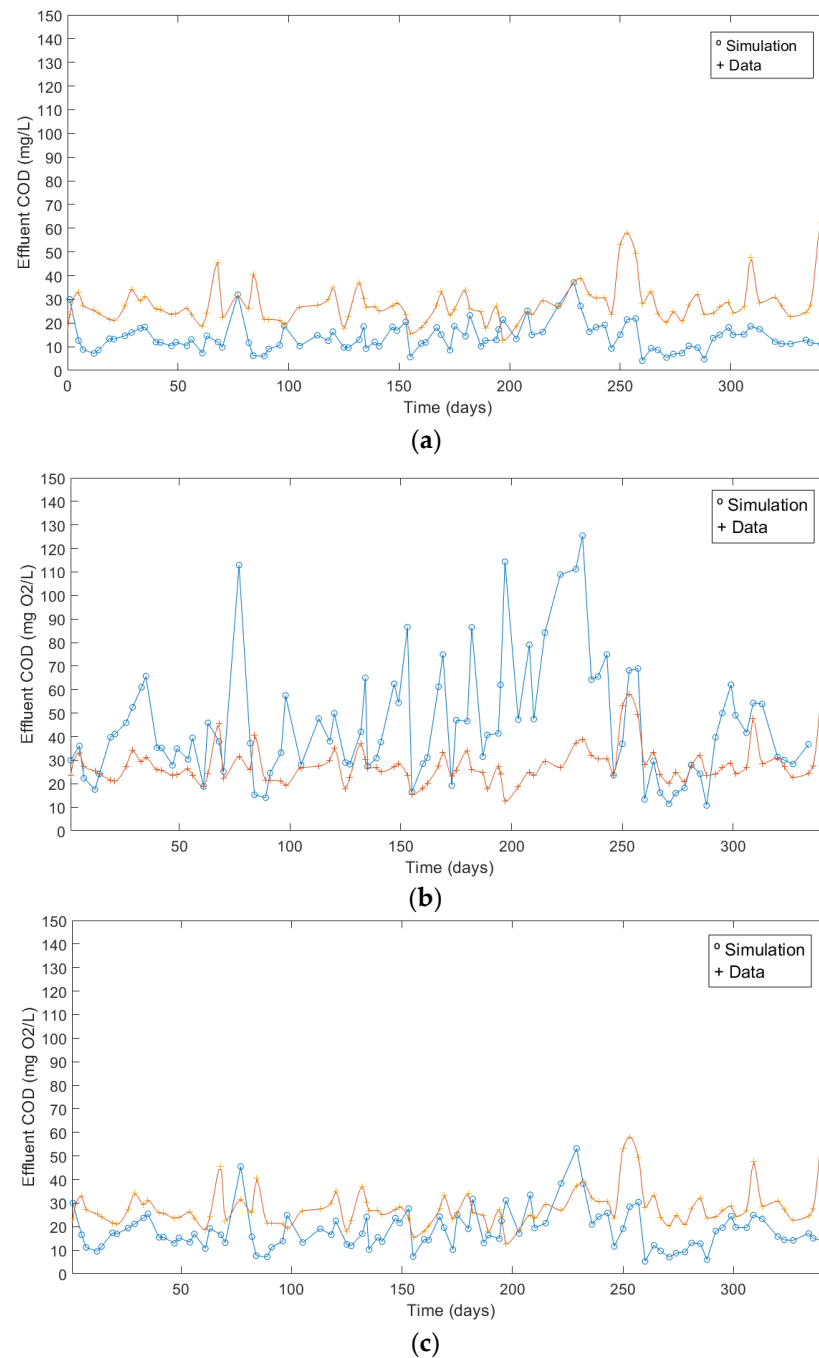 150
140
130
120
110
100
90
80
70
60
50
40
30
20
10
0
Effluent COD (mg/L)
º Simulation
+ Data
0 50 100 150 200 250 300
Time (days)
(a)
150
140
130
120
110
100
90
80
70
60
50
40
30
20
10
0
Effluent COD (mg O2/L)
º Simulation
+ Data
50 100 150 200 250 300
Time (days)
(b)
150
140
130
120
110
100
90
80
70
60
50
40
30
20
10
0
Effluent COD (mg O2/L)
º Simulation
+ Data
50 100 150 200 250 300
Time (days)
(c)